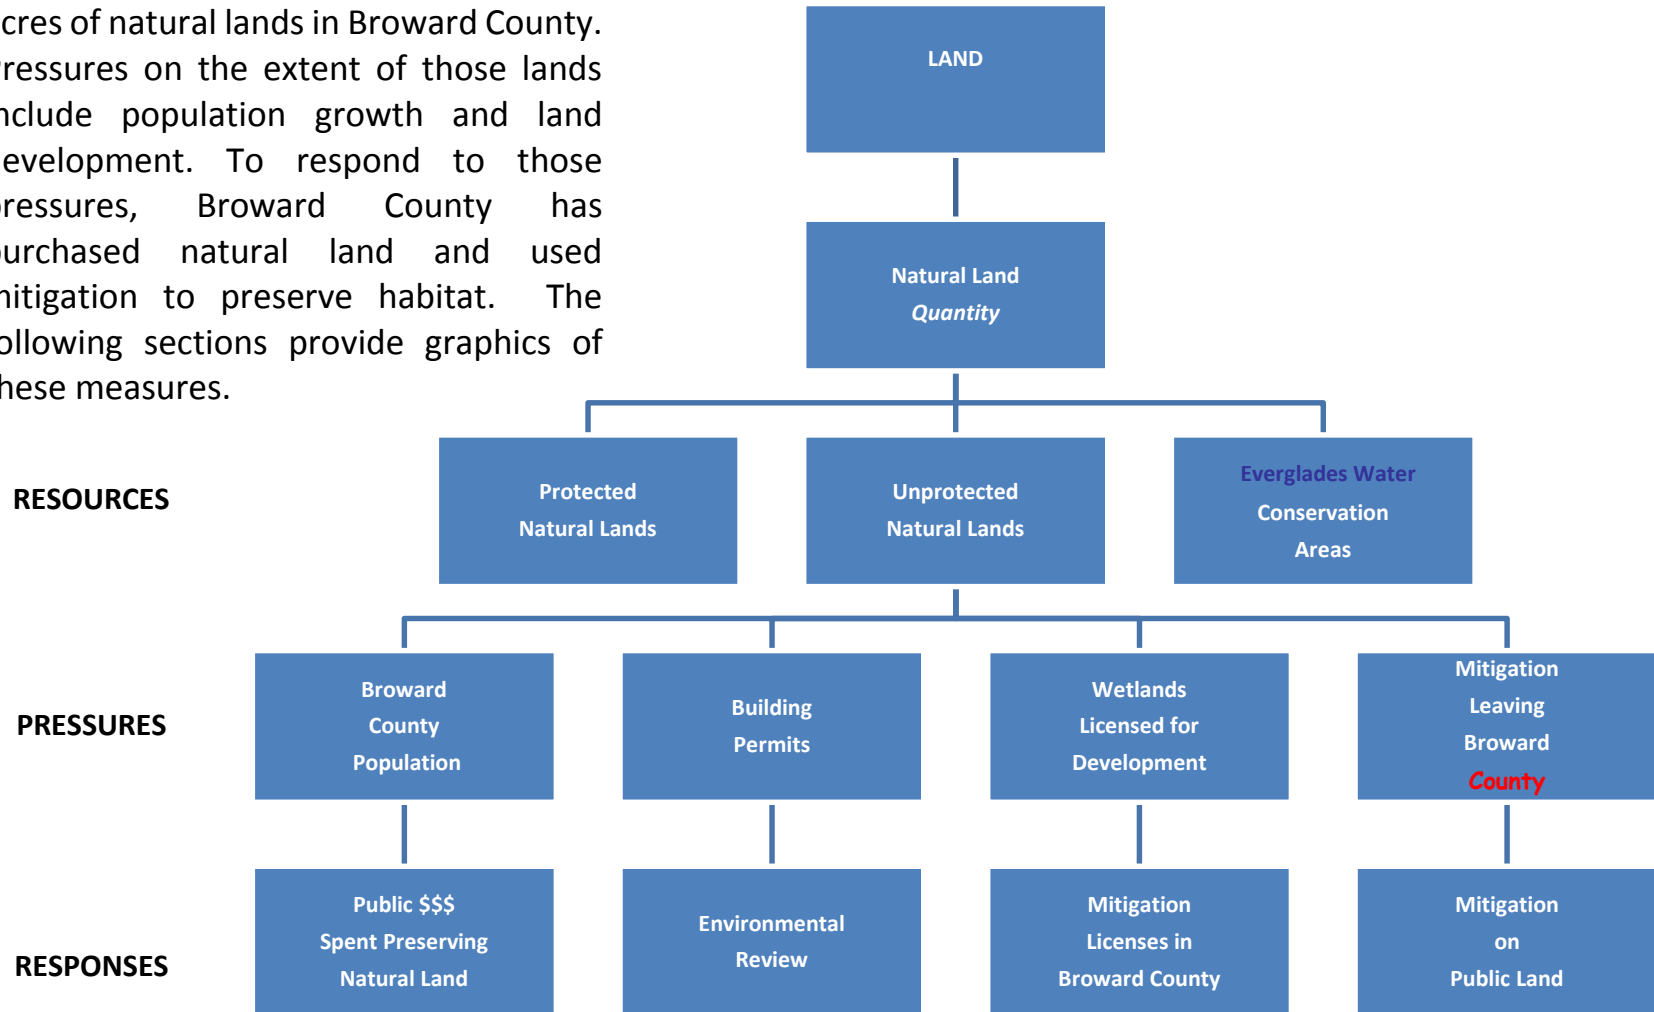 cres of natural lands in Broward County.
ressures on the extent of those lands
nclude population growth and land
evelopment. To respond to those
ressures, Broward County has
urchased natural land and used
itigation to preserve habitat. The
ollowing sections provide graphics of
hese measures.
LAND
Natural Land
Quantity
RESOURCES
Protected
Natural Lands
Unprotected
Natural Lands
Everglades Water
Conservation
Areas
PRESSURES
Broward
County
Population
Building
Permits
Wetlands
Licensed for
Development
Mitigation
Leaving
Broward
County
RESPONSES
Public $$$
Spent Preserving
Natural Land
Environmental
Review
Mitigation
Licenses in
Broward County
Mitigation
on
Public Land